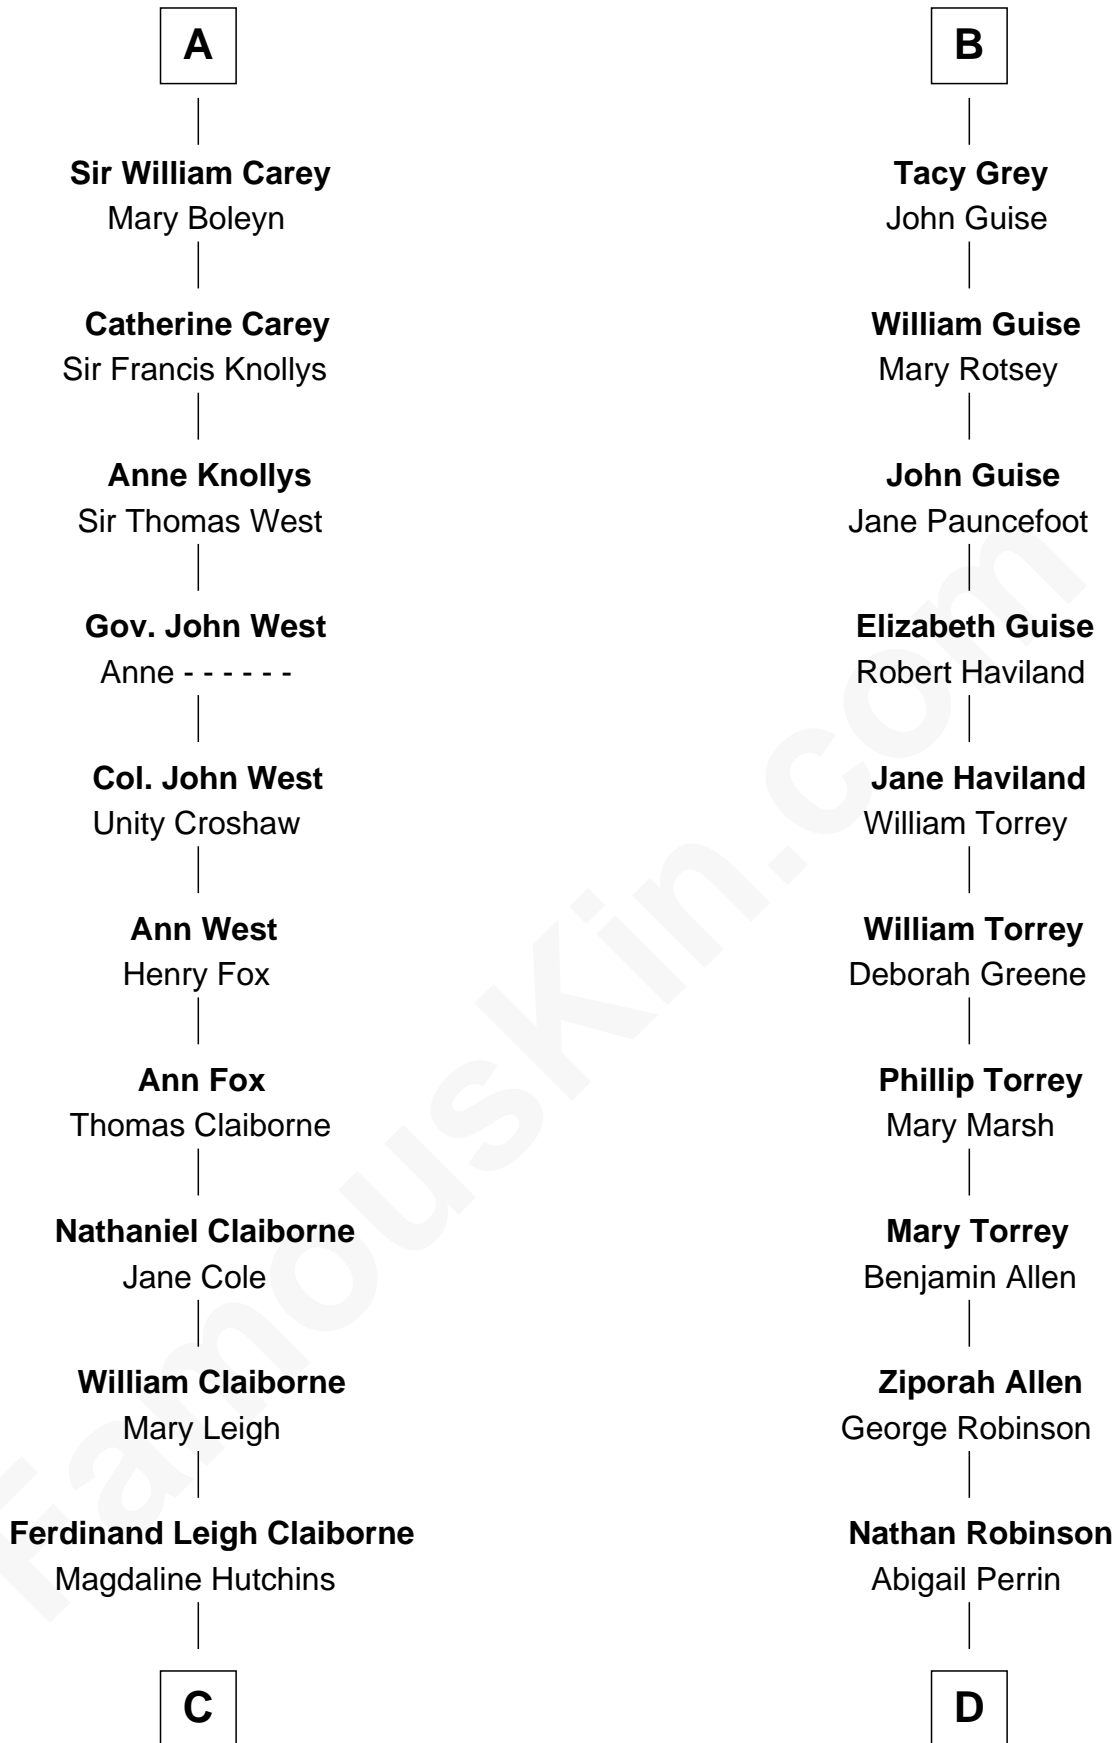 A
Sir William Carey
Mary Boleyn
Catherine Carey
Sir Francis Knollys
Anne Knollys
Sir Thomas West
Gov. John West
Anne - - - - - -
Col. John West
Unity Croshaw
Ann West
Henry Fox
Ann Fox
Thomas Claiborne
Nathaniel Claiborne
Jane Cole
William Claiborne
Mary Leigh
Ferdinand Leigh Claiborne
Magdaline Hutchins
C
B
Tacy Grey
John Guise
William Guise
Mary Rotsey
John Guise
Jane Pauncefoot
Elizabeth Guise
Robert Haviland
Jane Haviland
William Torrey
William Torrey
Deborah Greene
Phillip Torrey
Mary Marsh
Mary Torrey
Benjamin Allen
Ziporah Allen
George Robinson
Nathan Robinson
Abigail Perrin
D
FamousKin.com